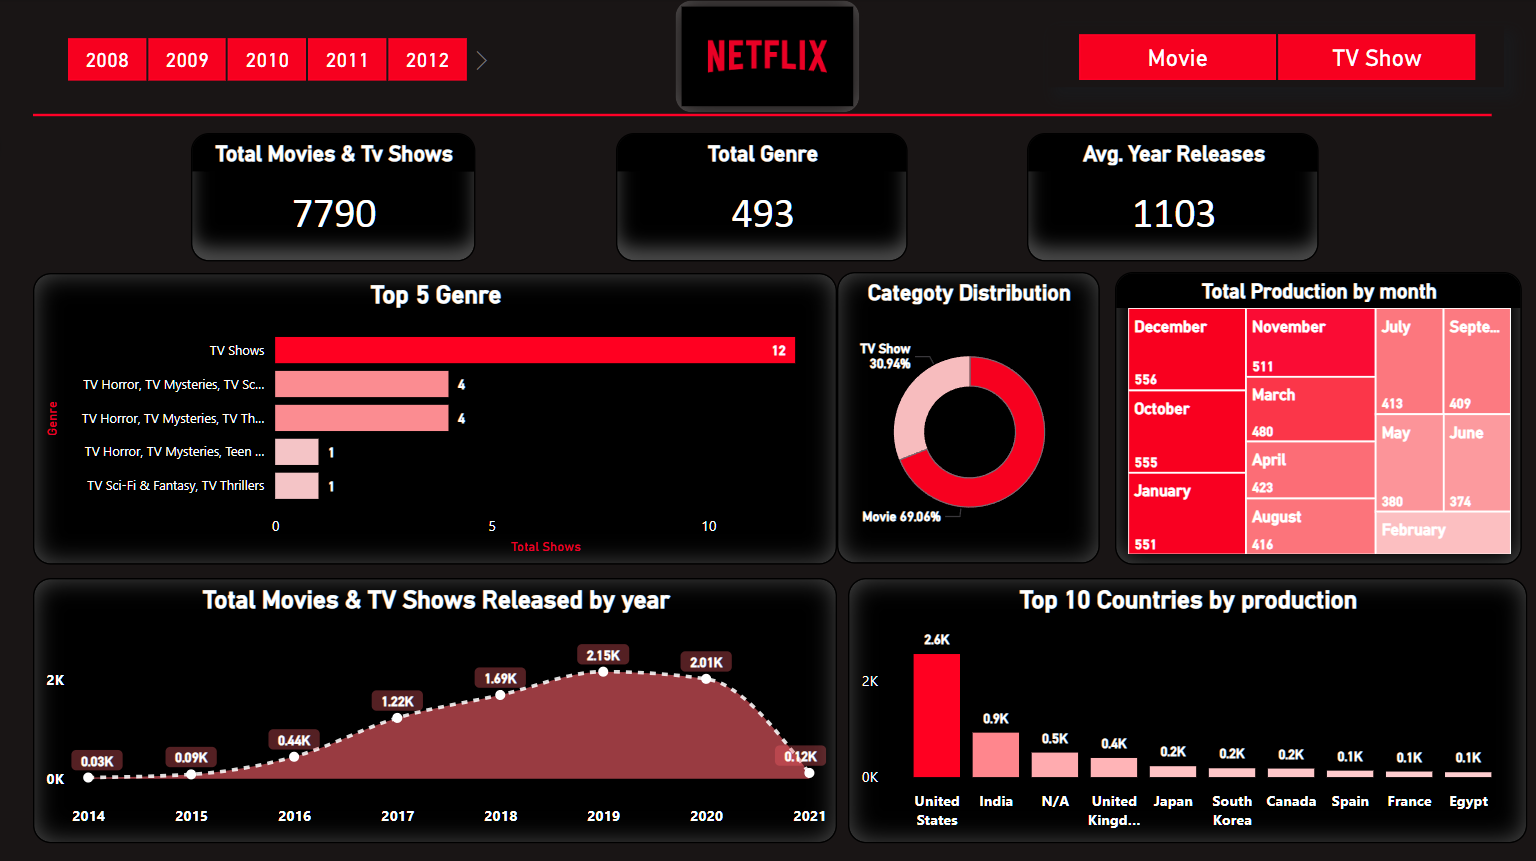 2008 2009 2010 2011 2012
NETFLIX
Movie TV Show
Total Movies & Tv Shows
7790
Total Genre
493
Avg. Year Releases
1103
Top 5 Genre
Genre
TV Shows 12
TV Horror, TV Mysteries, TV Sc... 4
TV Horror, TV Mysteries, TV Th... 4
TV Horror, TV Mysteries, Teen ... 1
TV Sci-Fi & Fantasy, TV Thrillers 1
0 5 10
Total Shows
Categoty Distribution
TV Show
30.94%
Movie 69.06%
Total Production by month
December
556
October
555
January
551
November
511
March
480
April
423
August
416
July
413
Septe...
409
May
380
June
374
February
Total Movies & TV Shows Released by year
2K
0K
0.03K
0.09K
0.44K
1.22K
1.69K
2.15K
2.01K
0.12K
2014 2015 2016 2017 2018 2019 2020 2021
Top 10 Countries by production
2K
0K
2.6K
0.9K
0.5K
0.4K
0.2K
0.2K
0.2K
0.1K
0.1K
0.1K
United
States
India
N/A
United
Kingd...
Japan
South
Korea
Canada
Spain
France
Egypt